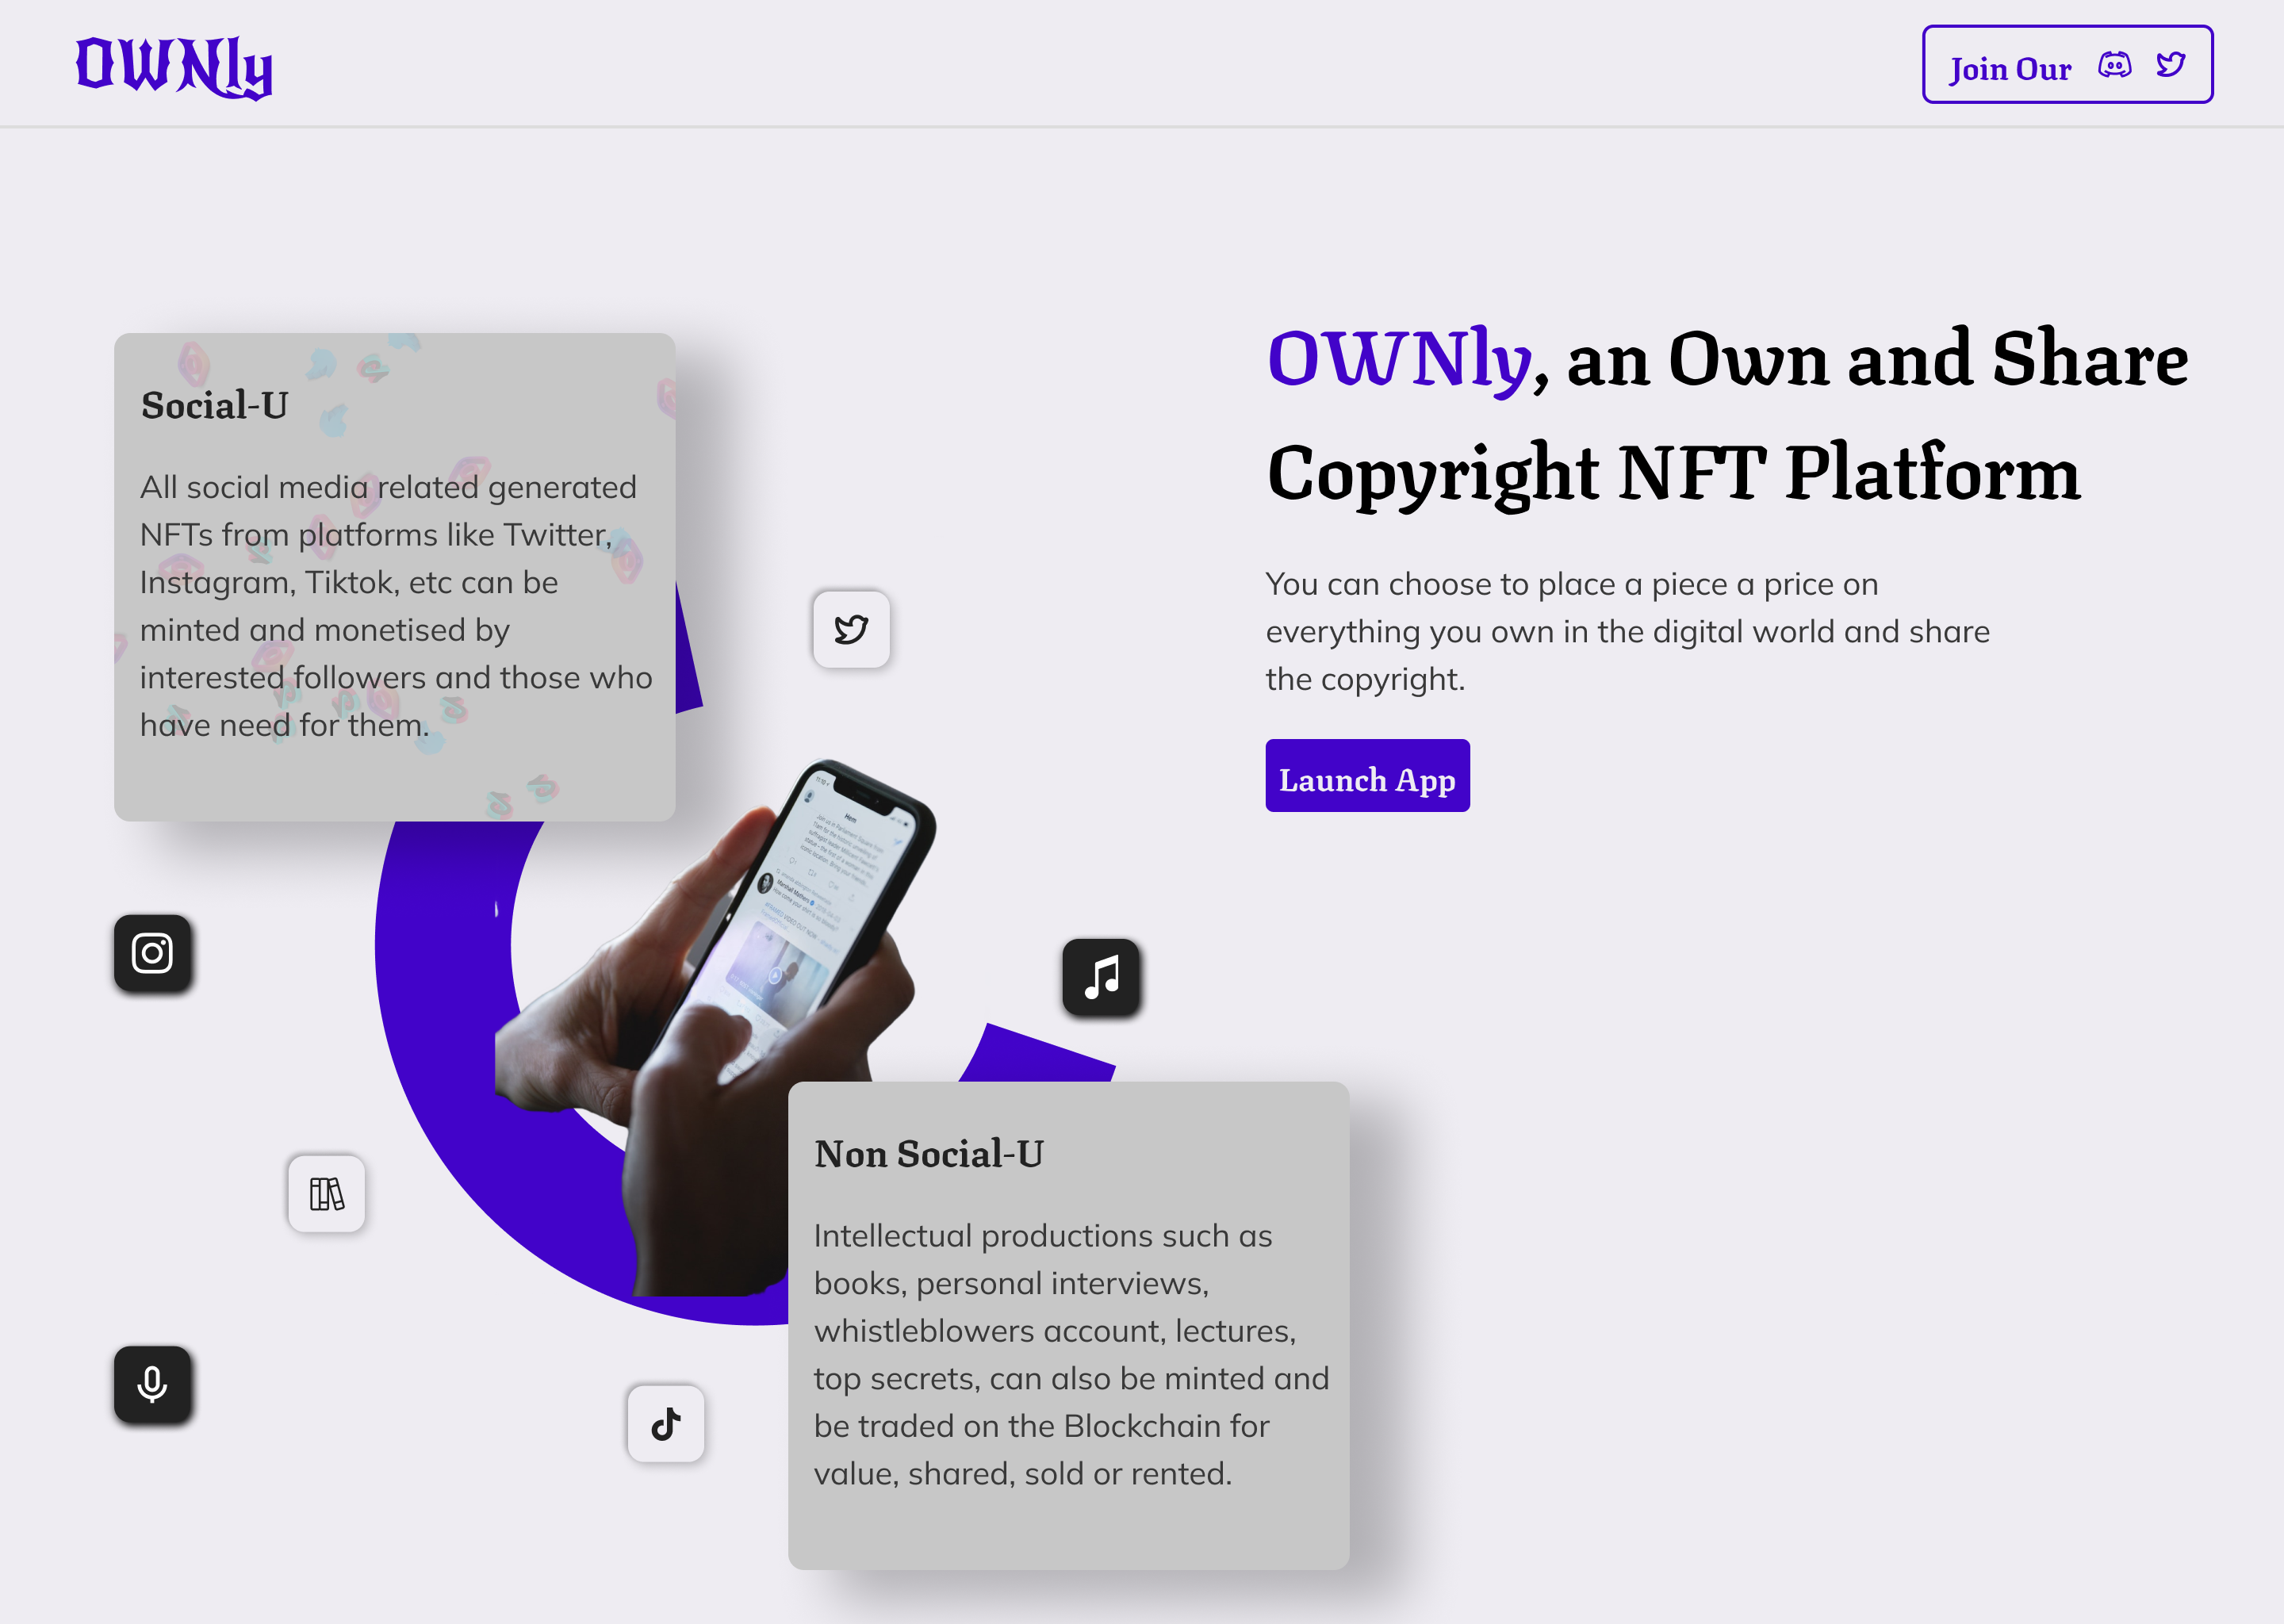 OWNly
Join Our
OWNly, an Own and Share
Copyright NFT Platform
You can choose to place a piece a price on
everything you own in the digital world and share
the copyright.
Launch App
Social-U
All social media related generated
NFTs from platforms like Twitter,
Instagram, Tiktok, etc can be
minted and monetised by
interested followers and those who
have need for them.
Hem
Marshall Mathers
Non Social-U
Intellectual productions such as
books, personal interviews,
whistleblowers account, lectures,
top secrets, can also be minted and
be traded on the Blockchain for
value, shared, sold or rented.